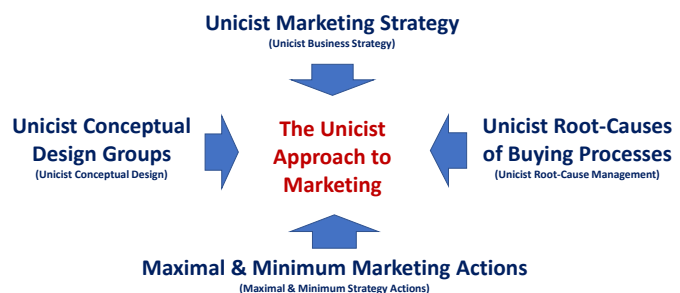 Unicist Marketing Strategy
(Unicist Business Strategy)
Unicist Conceptual
Design Groups
(Unicist Conceptual Design)
The Unicist
Approach to
Marketing
Unicist Root-Causes
of Buying Processes
(Unicist Root-Cause Management)
Maximal & Minimum Marketing Actions
(Maximal & Minimum Strategy Actions)